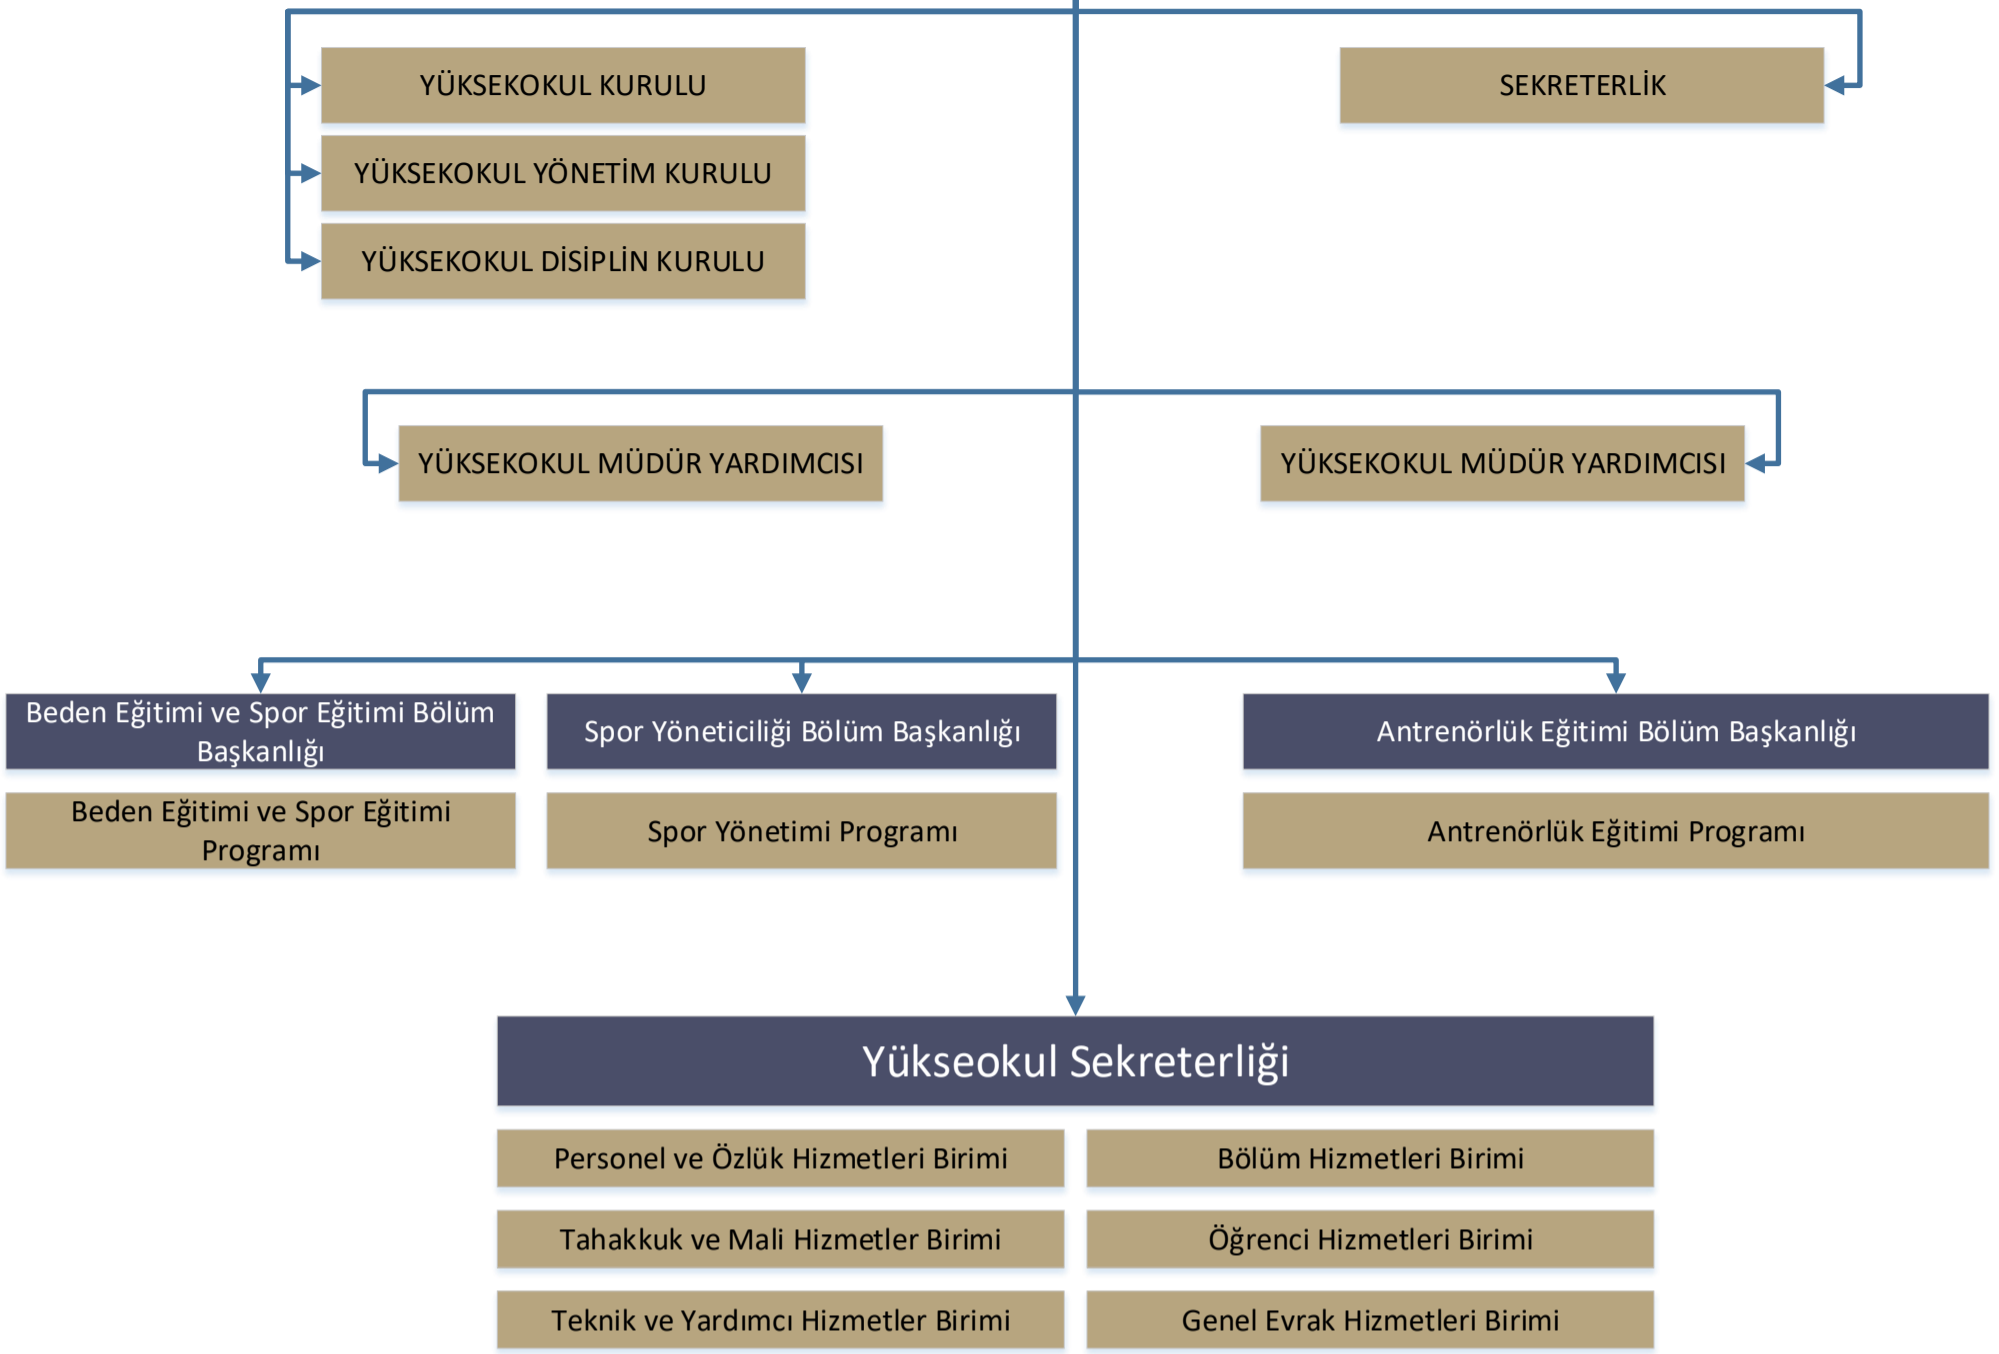 YÜKSEKOKUL KURULU
SEKRETERLİK
YÜKSEKOKUL YÖNETİM KURULU
YÜKSEKOKUL DİSİPLİN KURULU
YÜKSEKOKUL MÜDÜR YARDIMCISI
YÜKSEKOKUL MÜDÜR YARDIMCISI
Beden Eğitimi ve Spor Eğitimi Bölüm
Başkanlığı
Spor Yöneticiliği Bölüm Başkanlığı
Antrenörlük Eğitimi Bölüm Başkanlığı
Beden Eğitimi ve Spor Eğitimi
Programı
Spor Yönetimi Programı
Antrenörlük Eğitimi Programı
Yükseokul Sekreterliği
Personel ve Özlük Hizmetleri Birimi
Bölüm Hizmetleri Birimi
Tahakkuk ve Mali Hizmetler Birimi
Öğrenci Hizmetleri Birimi
Teknik ve Yardımcı Hizmetler Birimi
Genel Evrak Hizmetleri Birimi